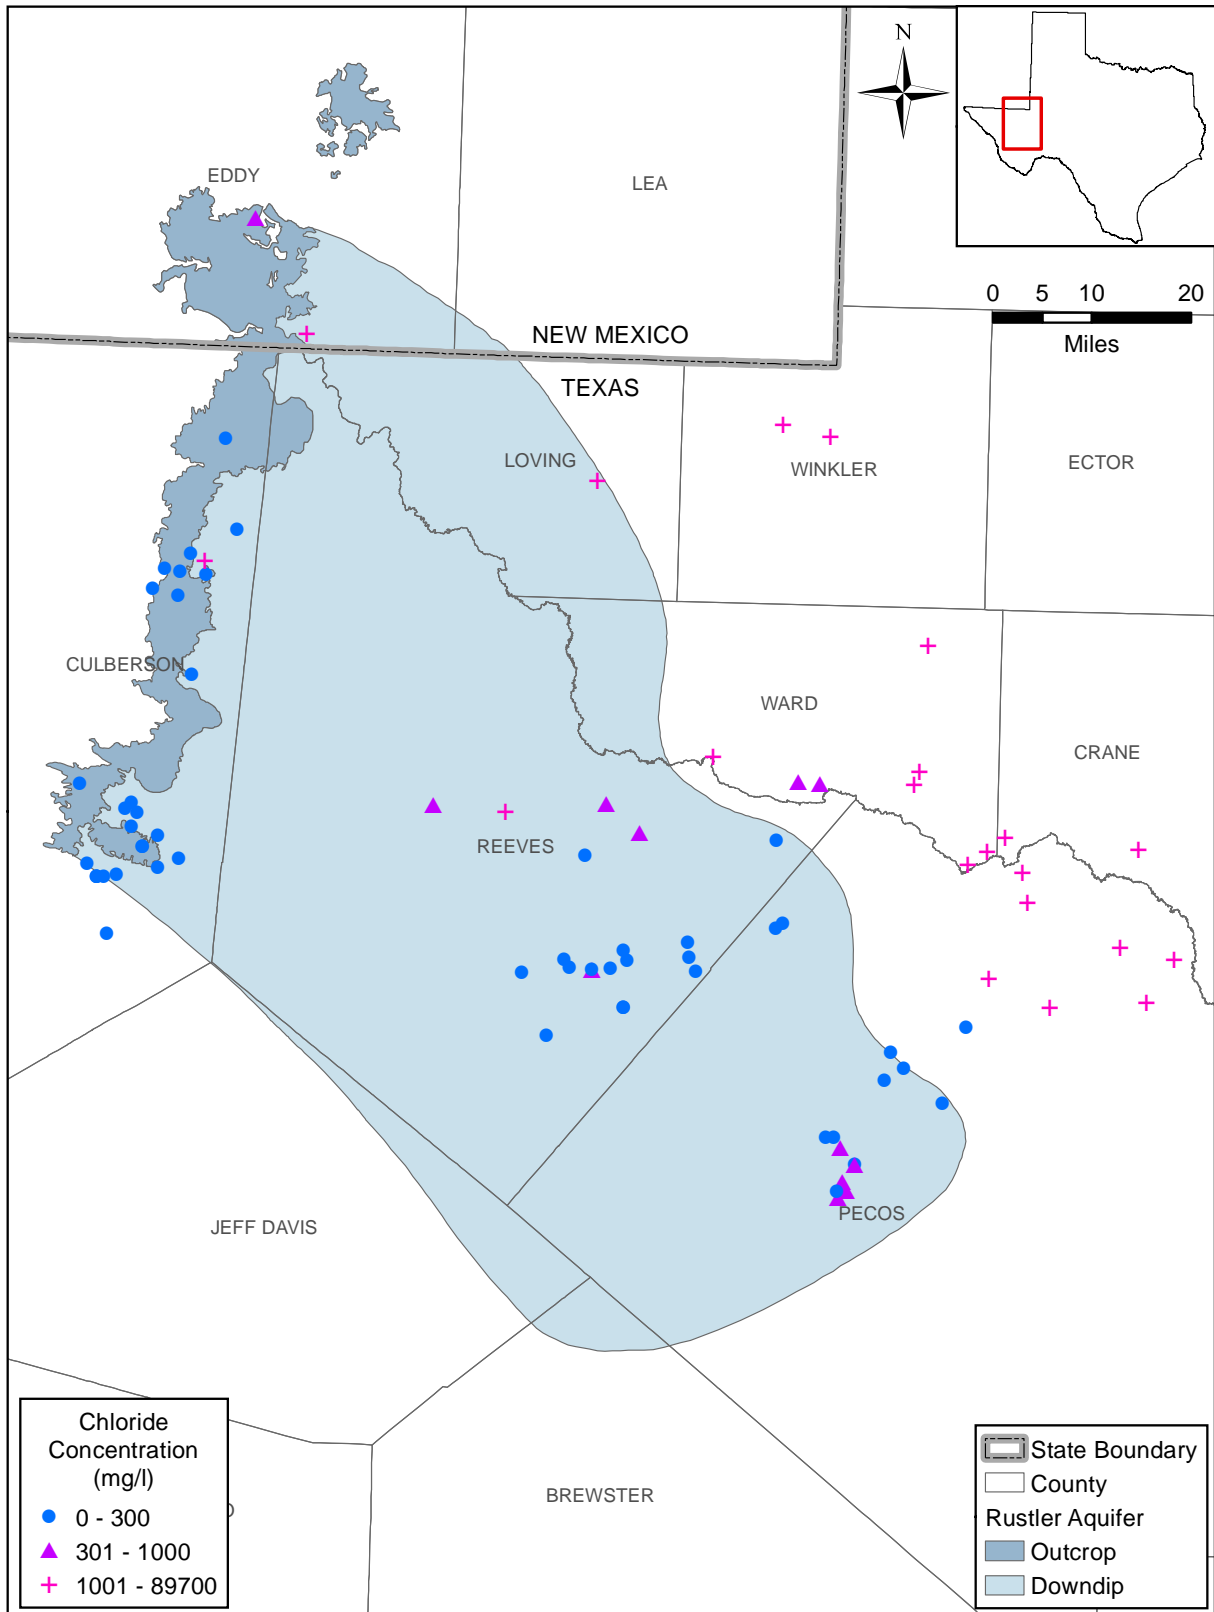 N
EDDY
LEA
0 5 10 20
Miles
NEW MEXICO
TEXAS
LOVING
WINKLER
ECTOR
CULBERSON
WARD
CRANE
REEVES
PECOS
JEFF DAVIS
BREWSTER
Chloride
Concentration
(mg/l)
0 - 300
301 - 1000
1001 - 89700
State Boundary
County
Rustler Aquifer
Outcrop
Downdip